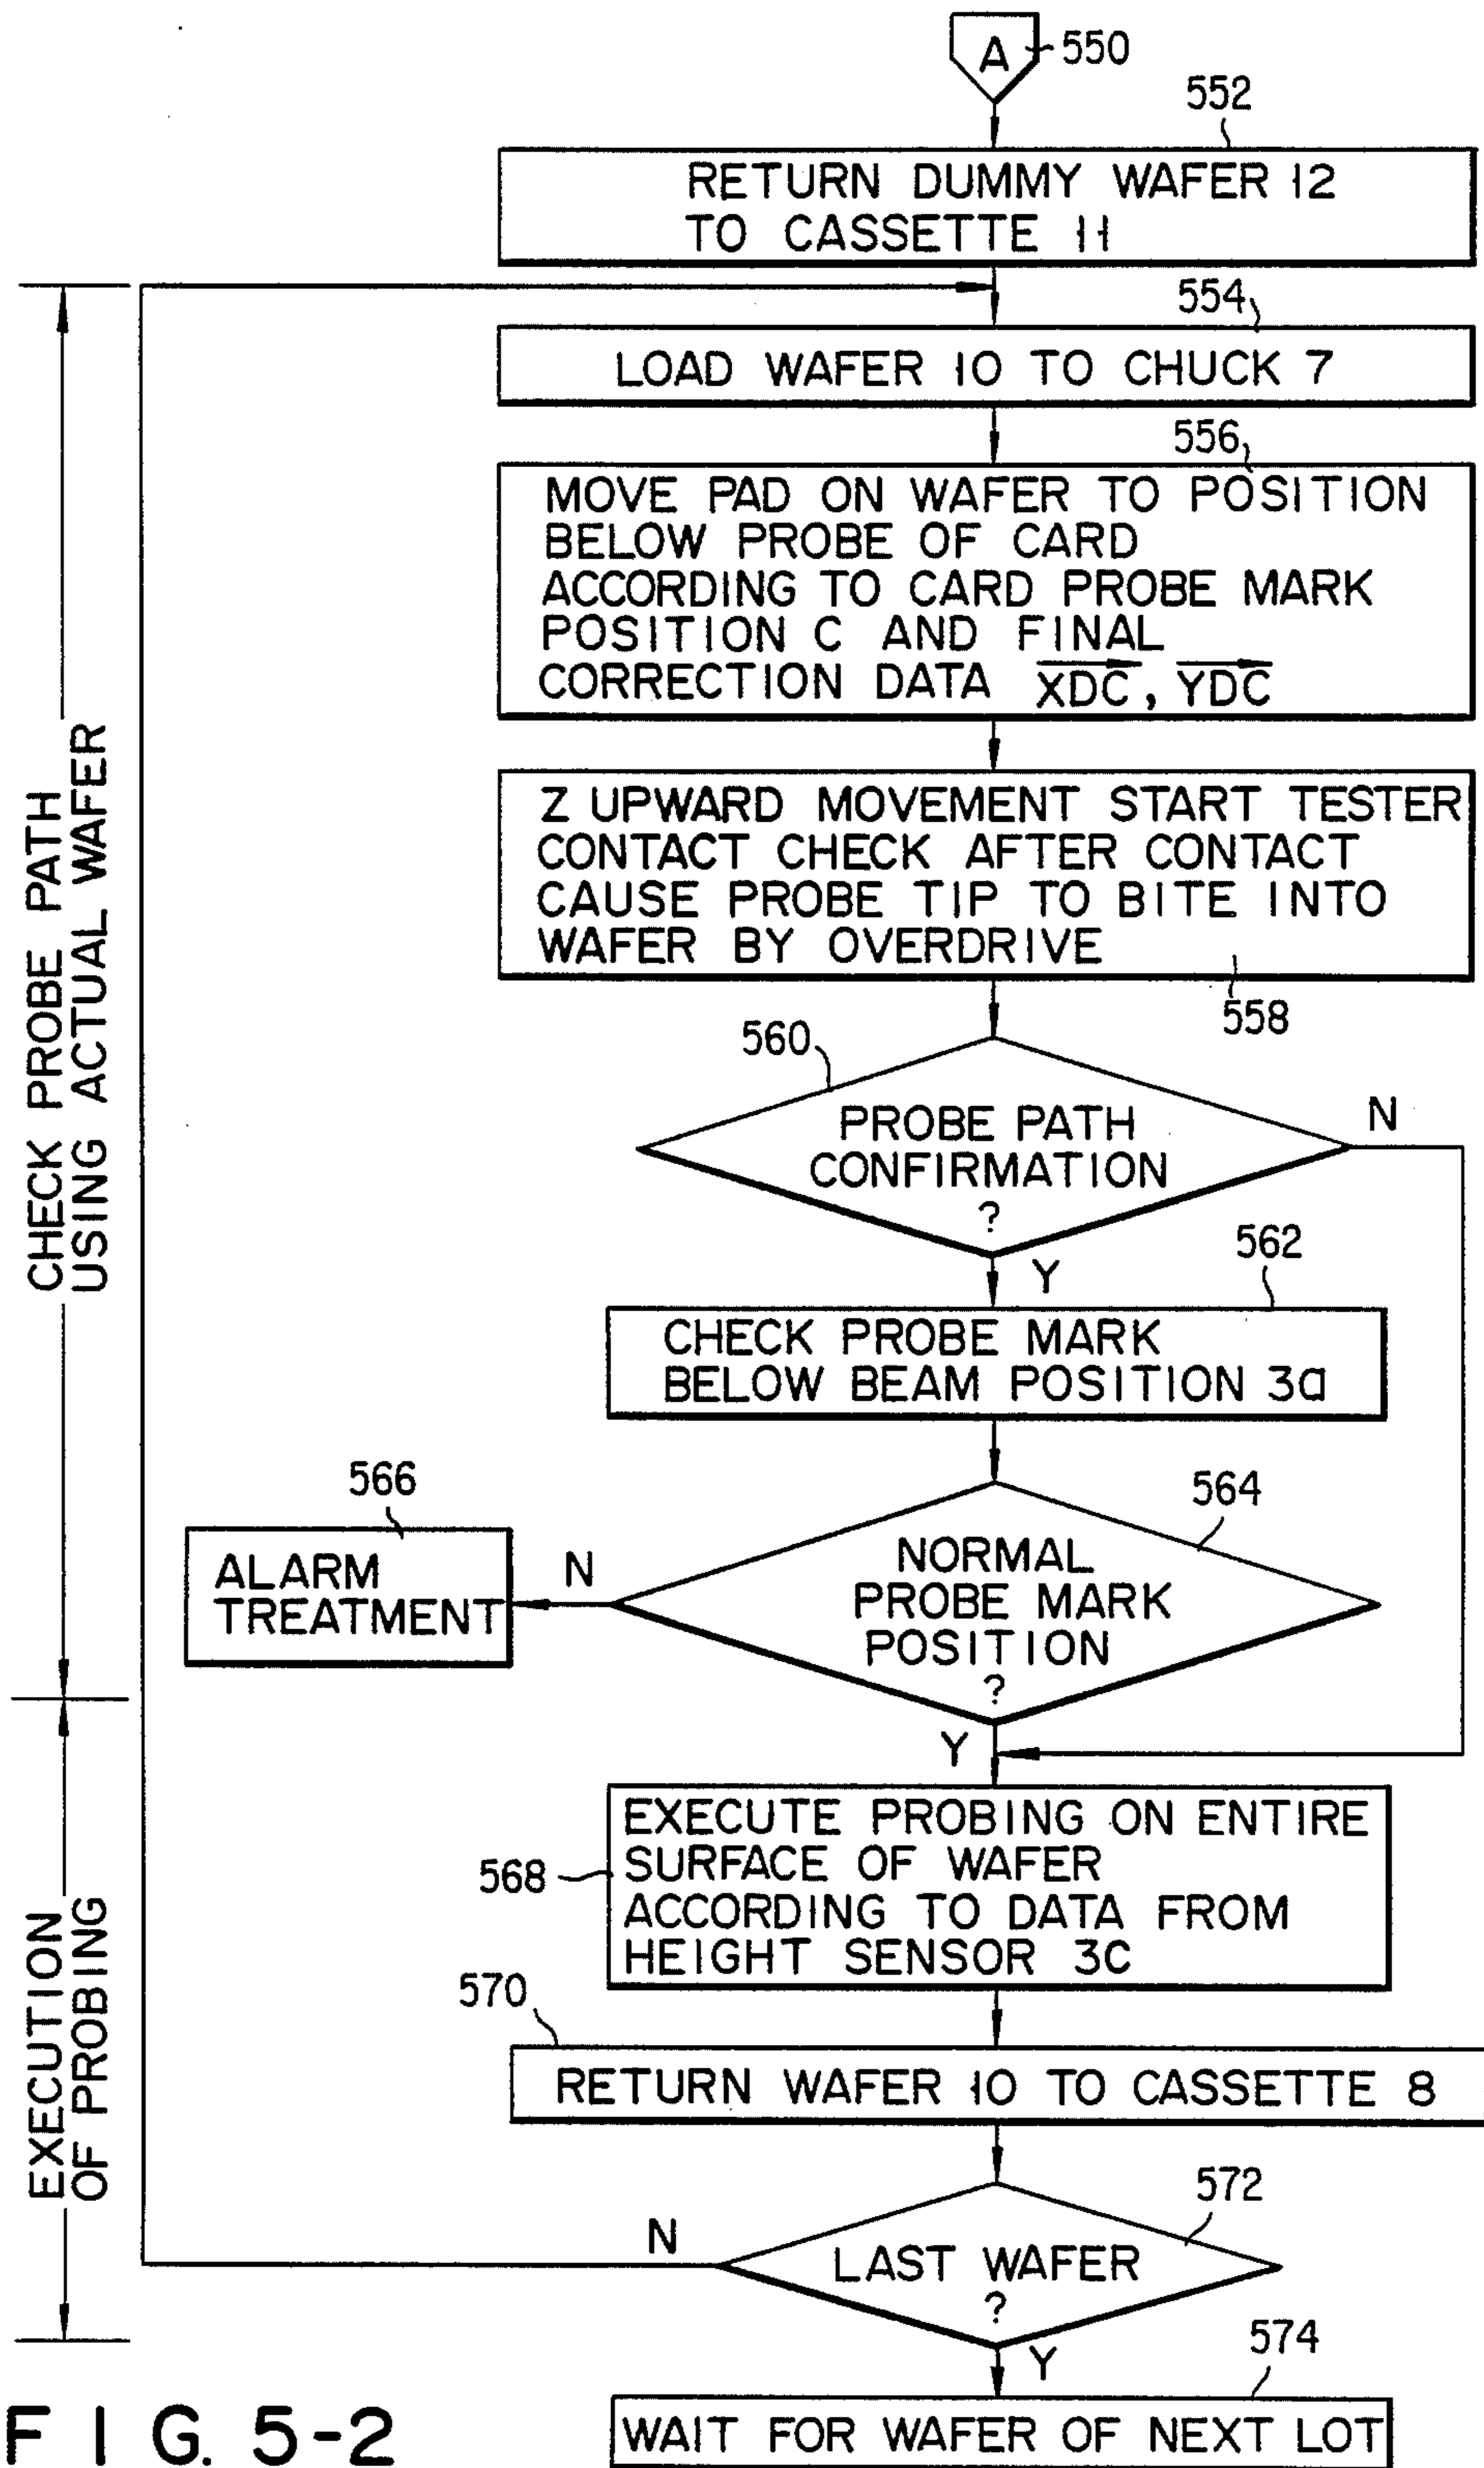 A
550
552
RETURN DUMMY WAFER 12
TO CASSETTE 11
554
LOAD WAFER 10 TO CHUCK 7
556
MOVE PAD ON WAFER TO POSITION
BELOW PROBE OF CARD
ACCORDING TO CARD PROBE MARK
POSITION C AND FINAL
CORRECTION DATA XDC, YDC
Z UPWARD MOVEMENT START TESTER
CONTACT CHECK AFTER CONTACT
CAUSE PROBE TIP TO BITE INTO
WAFER BY OVERDRIVE
558
CHECK PROBE PATH
USING ACTUAL WAFER
560
PROBE PATH
CONFIRMATION
?
N
Y
562
CHECK PROBE MARK
BELOW BEAM POSITION 3a
564
NORMAL
PROBE MARK
POSITION
?
N
566
ALARM
TREATMENT
Y
EXECUTION
OF PROBING
568
EXECUTE PROBING ON ENTIRE
SURFACE OF WAFER
ACCORDING TO DATA FROM
HEIGHT SENSOR 3C
570
RETURN WAFER 10 TO CASSETTE 8
572
LAST WAFER
?
N
Y
574
WAIT FOR WAFER OF NEXT LOT
FIG. 5-2